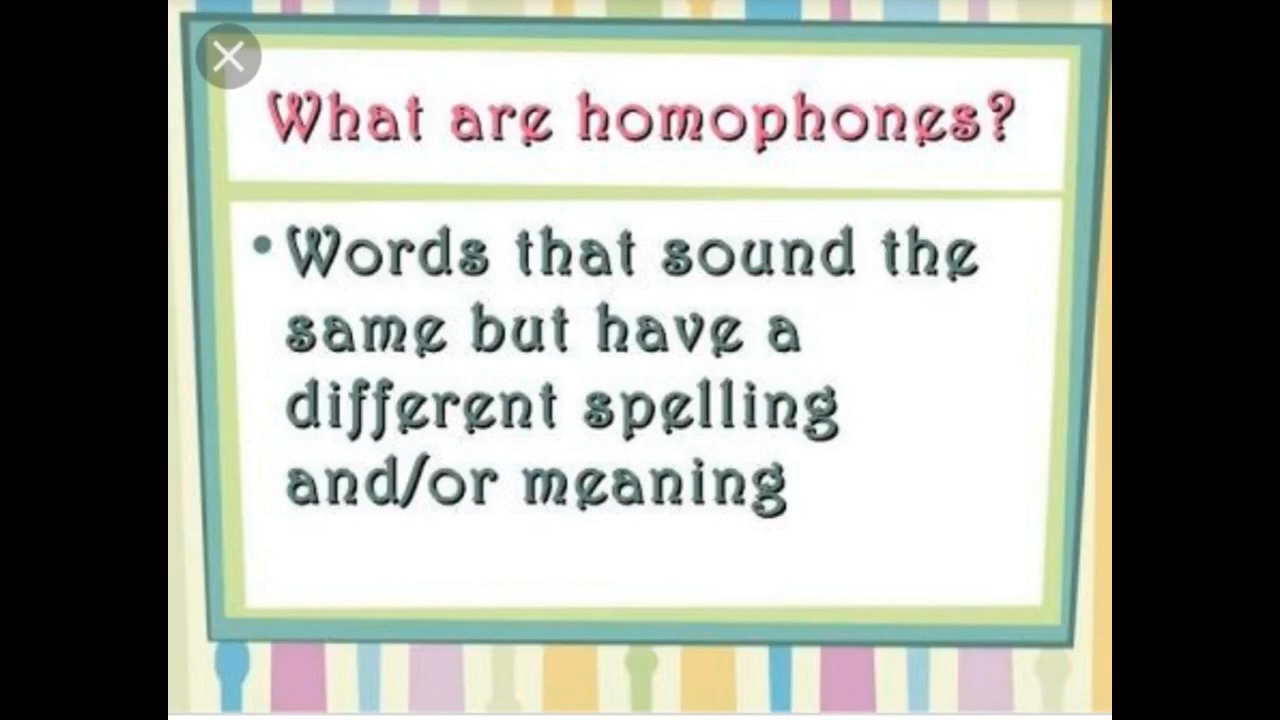 What are homophones?
• Words that sound the
same but have a
different spelling
and/or meaning